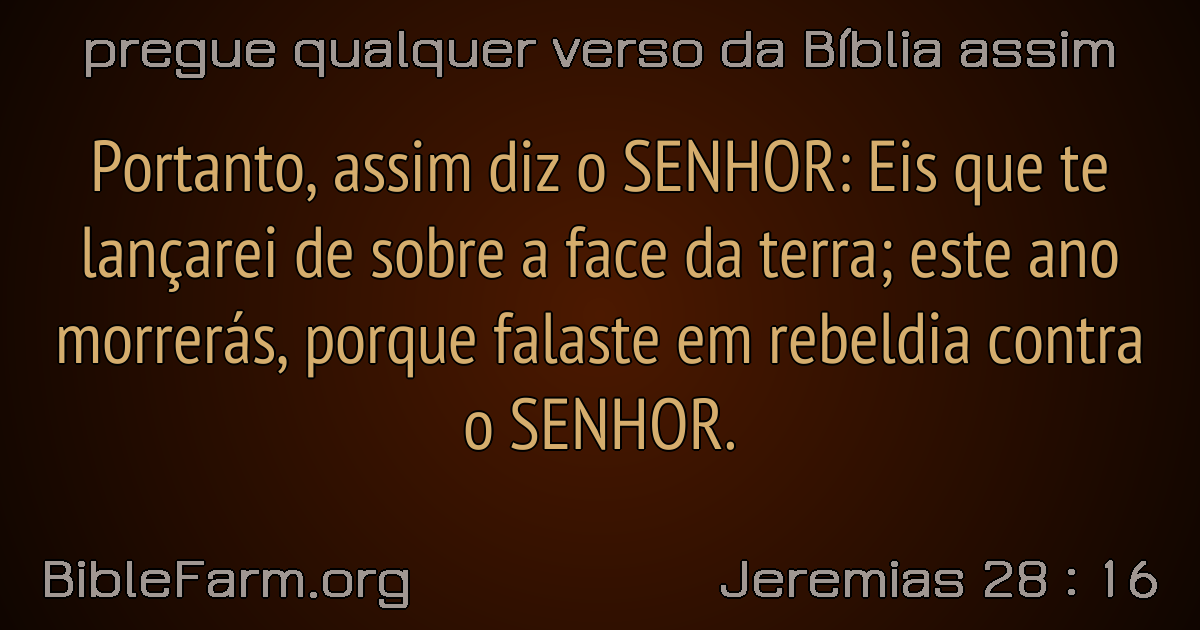 pregue qualquer verso da Bíblia assim
Portanto, assim diz o SENHOR: Eis que te
lançarei de sobre a face da terra; este ano
morrerás, porque falaste em rebeldia contra
o SENHOR.
BibleFarm.org
Jeremias 28 : 16